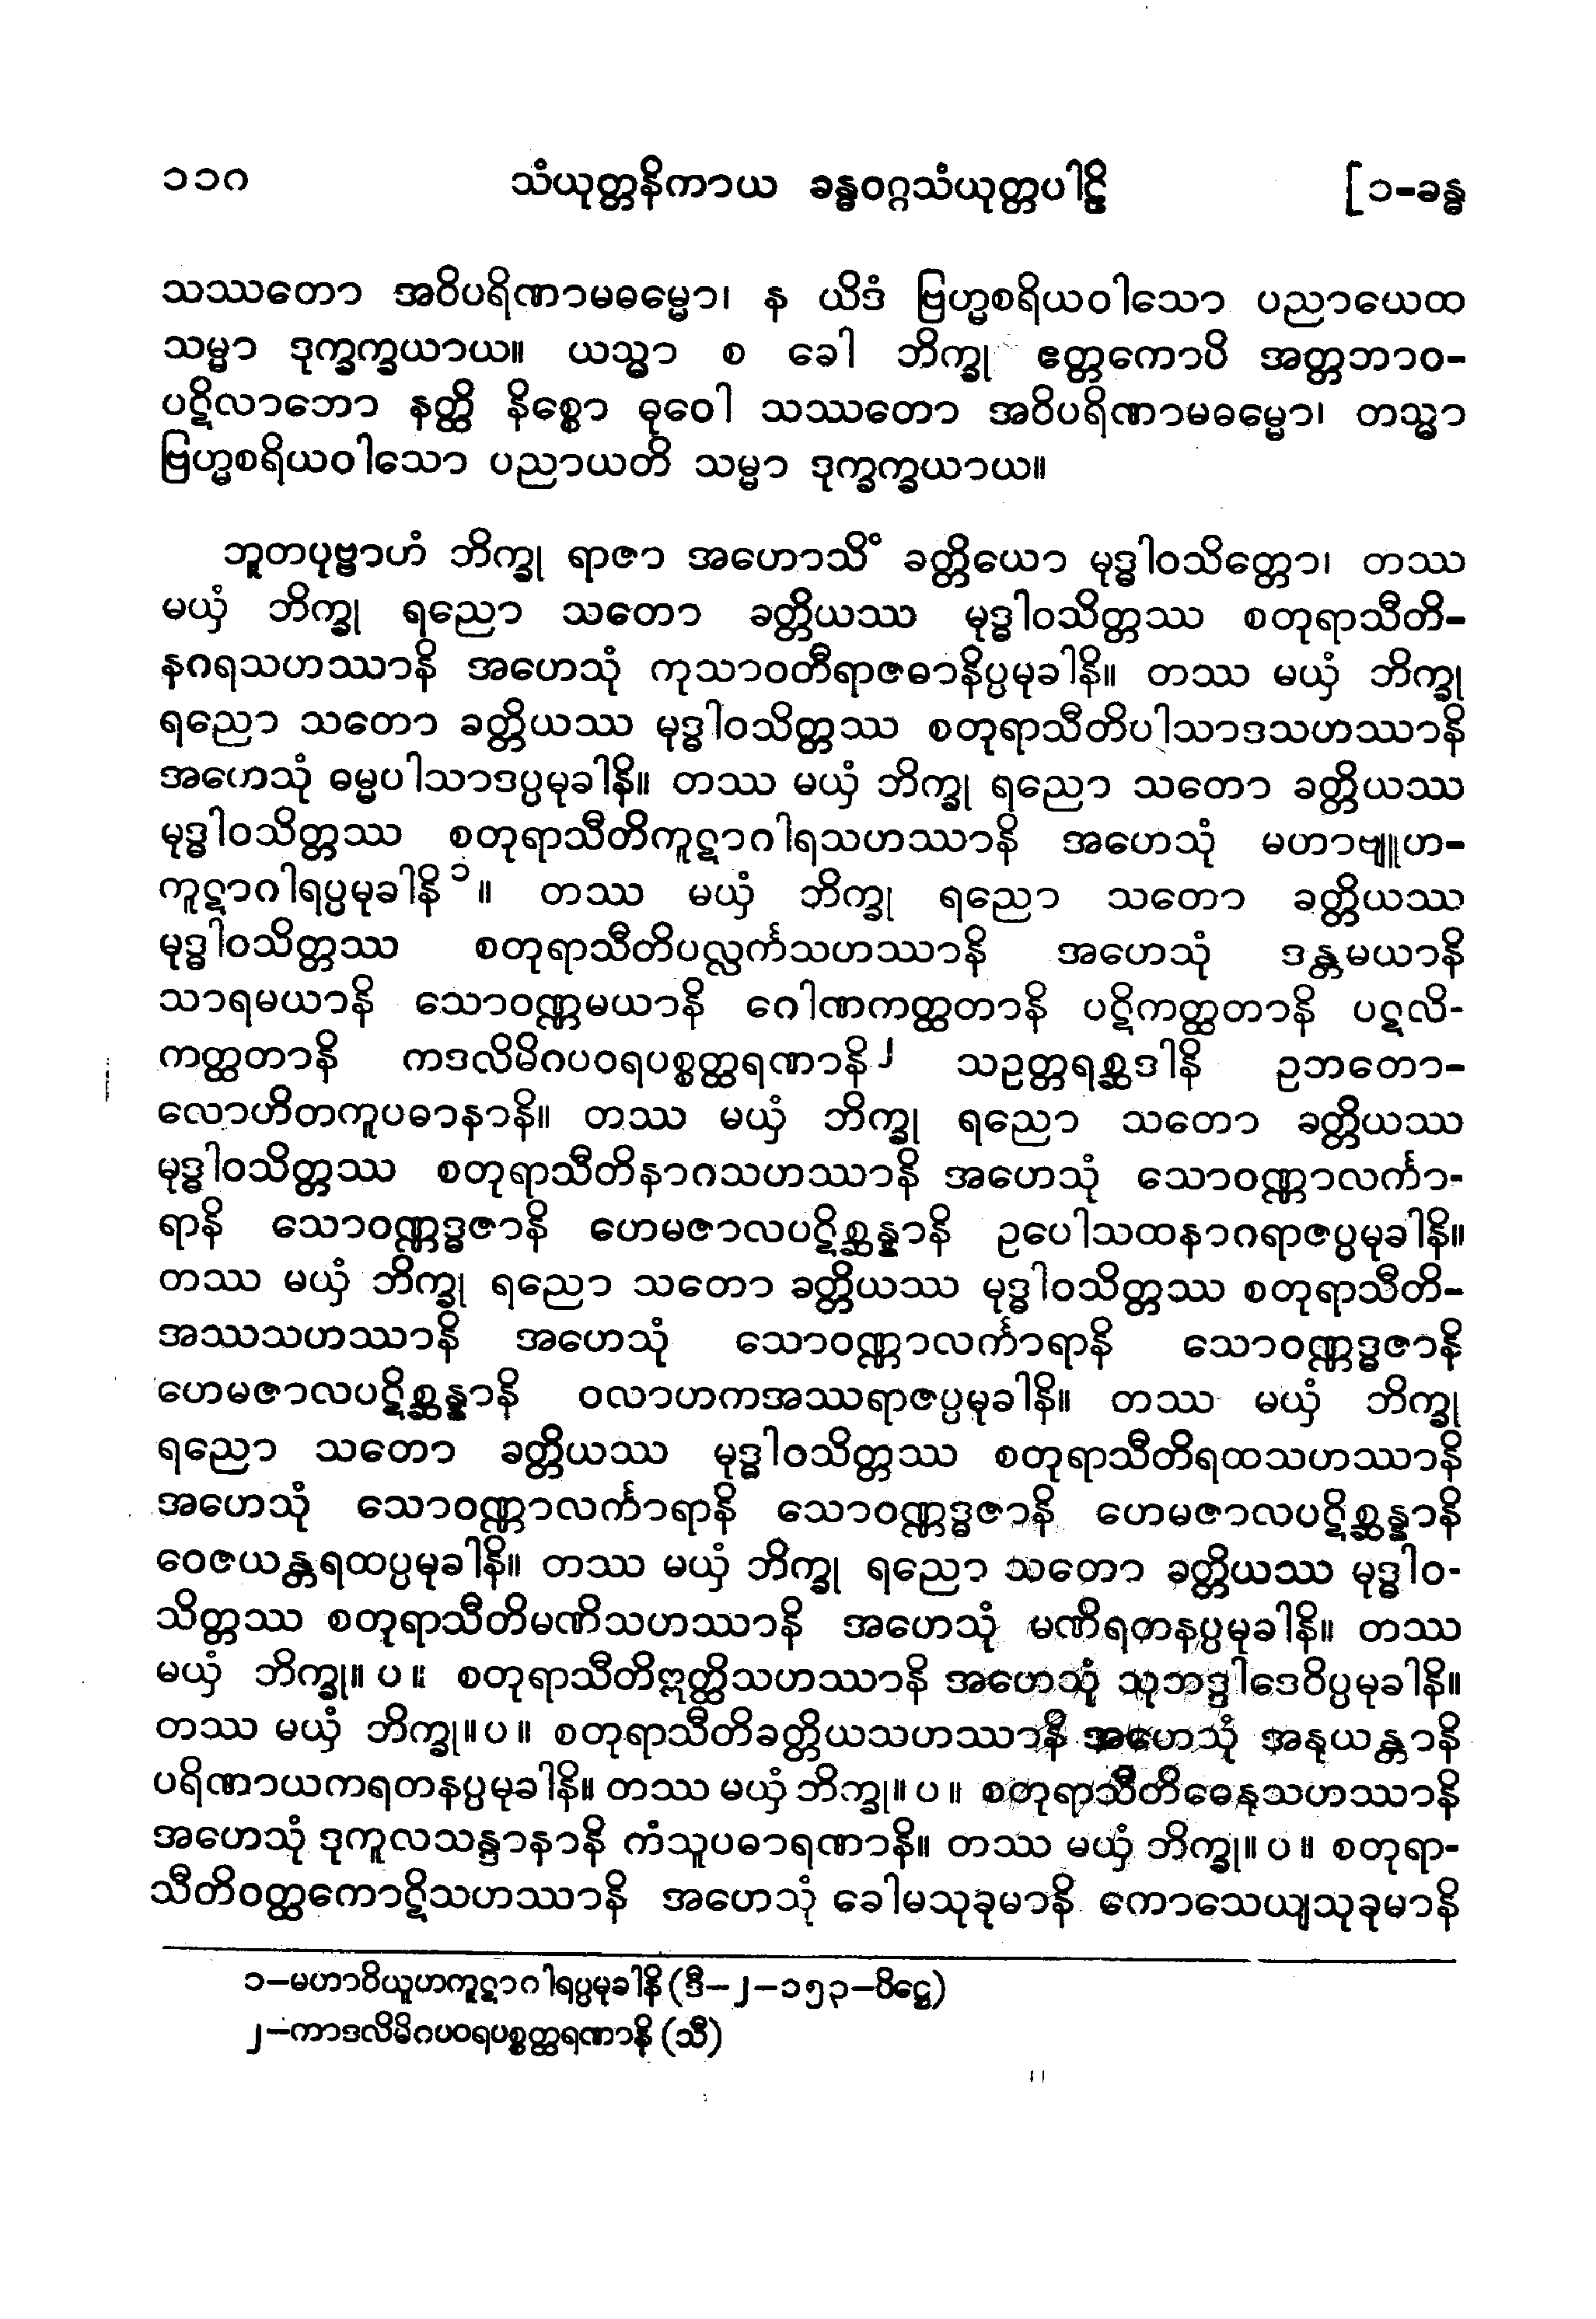 ၁၁ဂ သံယုတ္တနိကာယ ခန္ဓဝဂ္ဂသံယုတ္တပါဠိ [၁-ခန္ဓ
သဿတော အဝိပရိဏာမဓမ္မော၊ န ယိဒံ ဗြဟ္မစရိယဝါသော ပညာယေထ
သမ္မာ ဒုက္ခက္ခယာယ။ ယသ္မာ စ ခေါ ဘိက္ခု ဧတ္တကောပိ အတ္တဘာဝ-
ပဋိလာဘော နတ္ထိ နိစ္စော ဓုဝေါ သဿတော အဝိပရိဏာမဓမ္မော၊ တသ္မာ
ဗြဟ္မစရိယဝါသော ပညာယတိ သမ္မာ ဒုက္ခက္ခယာယ။
ဘူတပုဗ္ဗာဟံ ဘိက္ခု ရာဇာ အဟောသိံ ခတ္တိယော မုဒ္ဓါဝသိတ္တော၊ တဿ
မယှံ ဘိက္ခု ရညော သတော ခတ္တိယဿ မုဒ္ဓါဝသိတ္တဿ စတုရာသီတိ-
နဂရသဟဿာနိ အဟေသုံ ကုသာဝတီရာဇဓာနိပ္ပမုခါနိ။ တဿ မယှံ ဘိက္ခု
ရညော သတော ခတ္တိယဿ မုဒ္ဓါဝသိတ္တဿ စတုရာသီတိပါသာဒသဟဿာနိ
အဟေသုံ ဓမ္မပါသာဒပ္ပမုခါနိ။ တဿ မယှံ ဘိက္ခု ရညော သတော ခတ္တိယဿ
မုဒ္ဓါဝသိတ္တဿ စတုရာသီတိကူဋာဂါရသဟဿာနိ အဟေသုံ မဟာဗျူဟ-
ကူဋာဂါရပ္ပမုခါနိ၁။ တဿ မယှံ ဘိက္ခု ရညော သတော ခတ္တိယဿ
မုဒ္ဓါဝသိတ္တဿ စတုရာသီတိပလ္လင်္ကသဟဿာနိ အဟေသုံ ဒန္တမယာနိ
သာရမယာနိ သောဝဏ္ဏမယာနိ ဂေါဏကတ္ထတာနိ ပဋိကတ္ထတာနိ ပဋလိ-
ကတ္ထတာနိ ကဒလိမိဂပဝရပစ္စတ္ထရဏာနိ၂ သဥတ္တရစ္ဆဒါနိ ဥဘတော-
လောဟိတကူပဓာနာနိ။ တဿ မယှံ ဘိက္ခု ရညော သတော ခတ္တိယဿ
မုဒ္ဓါဝသိတ္တဿ စတုရာသီတိနာဂသဟဿာနိ အဟေသုံ သောဝဏ္ဏာလင်္ကာ-
ရာနိ သောဝဏ္ဏဒ္ဓဇာနိ ဟေမဇာလပဋိစ္ဆန္နာနိ ဥပေါသထနာဂရာဇပ္ပမုခါနိ။
တဿ မယှံ ဘိက္ခု ရညော သတော ခတ္တိယဿ မုဒ္ဓါဝသိတ္တဿ စတုရာသီတိ-
အဿသဟဿာနိ အဟေသုံ သောဝဏ္ဏာလင်္ကာရာနိ သောဝဏ္ဏဒ္ဓဇာနိ
ဟေမဇာလပဋိစ္ဆန္နာနိ ဝလာဟကအဿရာဇပ္ပမုခါနိ။ တဿ မယှံ ဘိက္ခု
ရညော သတော ခတ္တိယဿ မုဒ္ဓါဝသိတ္တဿ စတုရာသီတိရထသဟဿာနိ
အဟေသုံ သောဝဏ္ဏာလင်္ကာရာနိ သောဝဏ္ဏဒ္ဓဇာနိ ဟေမဇာလပဋိစ္ဆန္နာနိ
ဝေဇယန္တရထပ္ပမုခါနိ။ တဿ မယှံ ဘိက္ခု ရညော သတော ခတ္တိယဿ မုဒ္ဓါဝ-
သိတ္တဿ စတုရာသီတိမဏိသဟဿာနိ အဟေသုံ မဏိရတနပ္ပမုခါနိ။ တဿ
မယှံ ဘိက္ခု။ ပ ။ စတုရာသီတိဣတ္ထိသဟဿာနိ အဟေသုံ သုဘဒ္ဒါဒေဝိပ္ပမုခါနိ။
တဿ မယှံ ဘိက္ခု။ ပ ။ စတုရာသီတိခတ္တိယသဟဿာနိ အဟေသုံ အနုယန္တာနိ
ပရိဏာယကရတနပ္ပမုခါနိ။ တဿ မယှံ ဘိက္ခု။ ပ ။ စတုရာသီတိဓေနုသဟဿာနိ
အဟေသုံ ဒုကူလသန္ဒာနာနိ ကံသူပဓာရဏာနိ။ တဿ မယှံ ဘိက္ခု။ ပ ။ စတုရာ-
သီတိဝတ္ထကောဋိသဟဿာနိ အဟေသုံ ခေါမသုခုမာနိ ကောသေယျသုခုမာနိ
၁-မဟာဝိယူဟကူဋာဂါရပ္ပမုခါနိ (ဒီ-၂-၁၅၃-ပိဋ္ဌေ)
၂-ကာဒလိမိဂပဝရပစ္စတ္ထရဏာနိ (သီ)